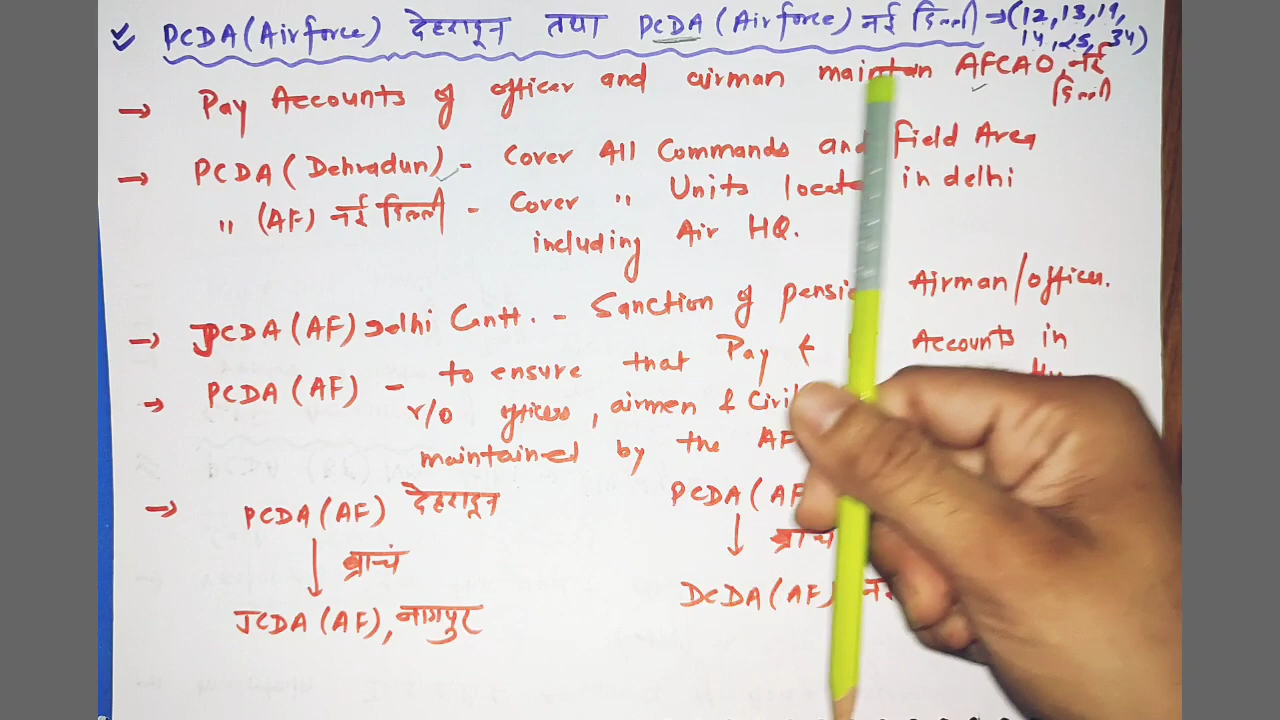 PCDA (Airforce) देहरादून तथा PCDA (Airforce) नई दिल्ली → (12, 13, 19, 14, 25, 34)
→ Pay Accounts of officer and airman maintain AFCAO, नई दिल्ली
→ PCDA (Dehradun) - Cover All Commands and Field Area
" (AF) नई दिल्ली - Cover " Units locate in delhi
including Air HQ.
→ JCDA (AF) Delhi Cantt. - Sanction of pensi Airman/officer.
→ PCDA (AF) - to ensure that Pay & Accounts in
r/o officers, airmen & Civil
maintained by the AF
→ PCDA (AF) देहरादून PCDA (AF
↓ ब्राचं ↓ ब्राचं
JCDA (AF), नागपुर DCDA (AF)